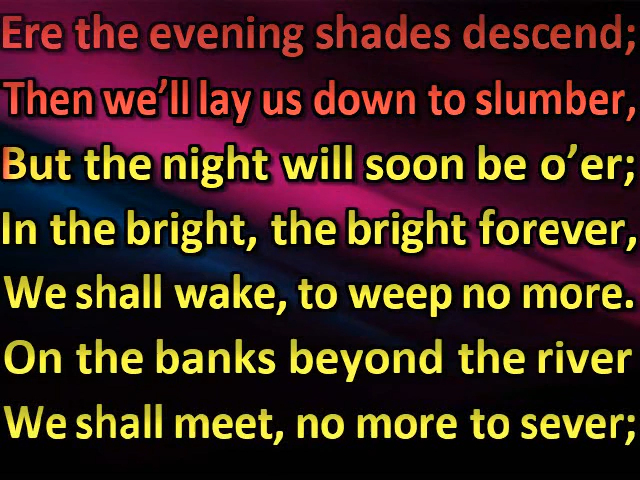 Ere the evening shades descend;
Then we’ll lay us down to slumber,
But the night will soon be o’er;
In the bright, the bright forever,
We shall wake, to weep no more.
On the banks beyond the river
We shall meet, no more to sever;